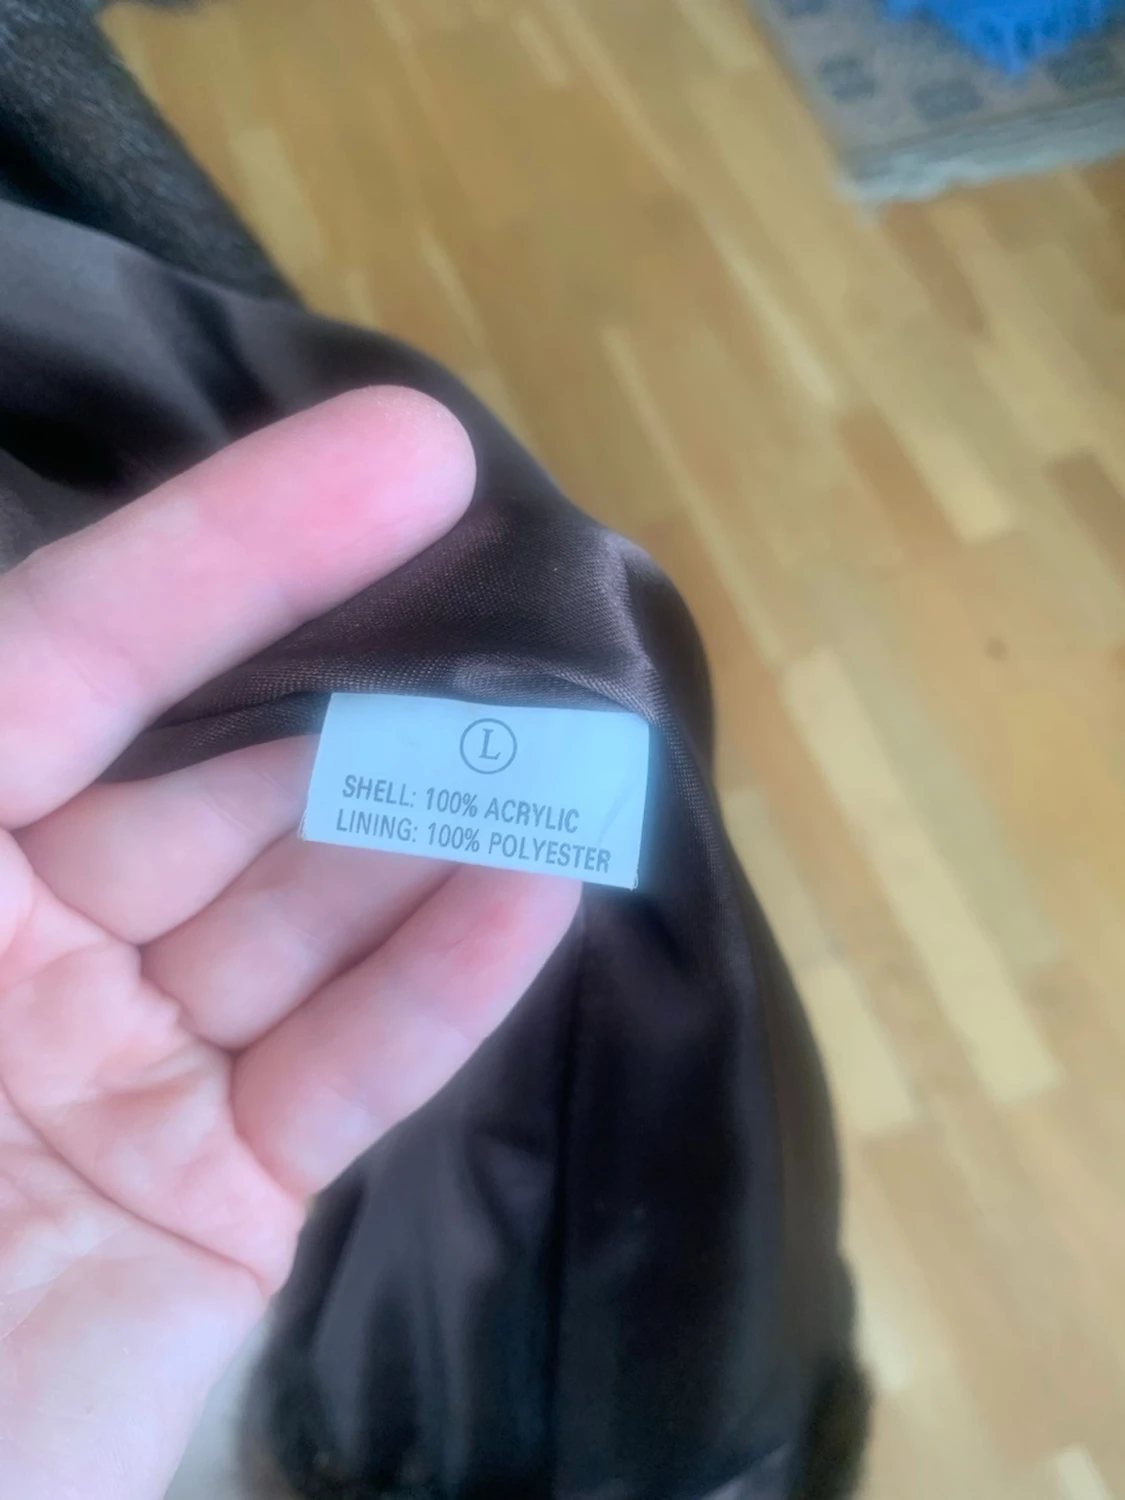 L
SHELL: 100% ACRYLIC
LINING: 100% POLYESTER